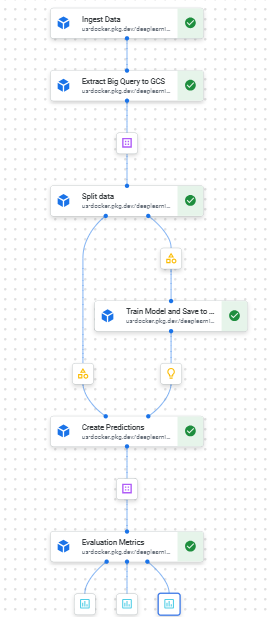 Ingest Data
us-docker.pkg.dev/deeplearni...
Extract Big Query to GCS
us-docker.pkg.dev/deeplearni...
Split data
us-docker.pkg.dev/deeplearni...
Train Model and Save to ...
us-docker.pkg.dev/deeplearni...
Create Predictions
us-docker.pkg.dev/deeplearni...
Evaluation Metrics
us-docker.pkg.dev/deeplearni...